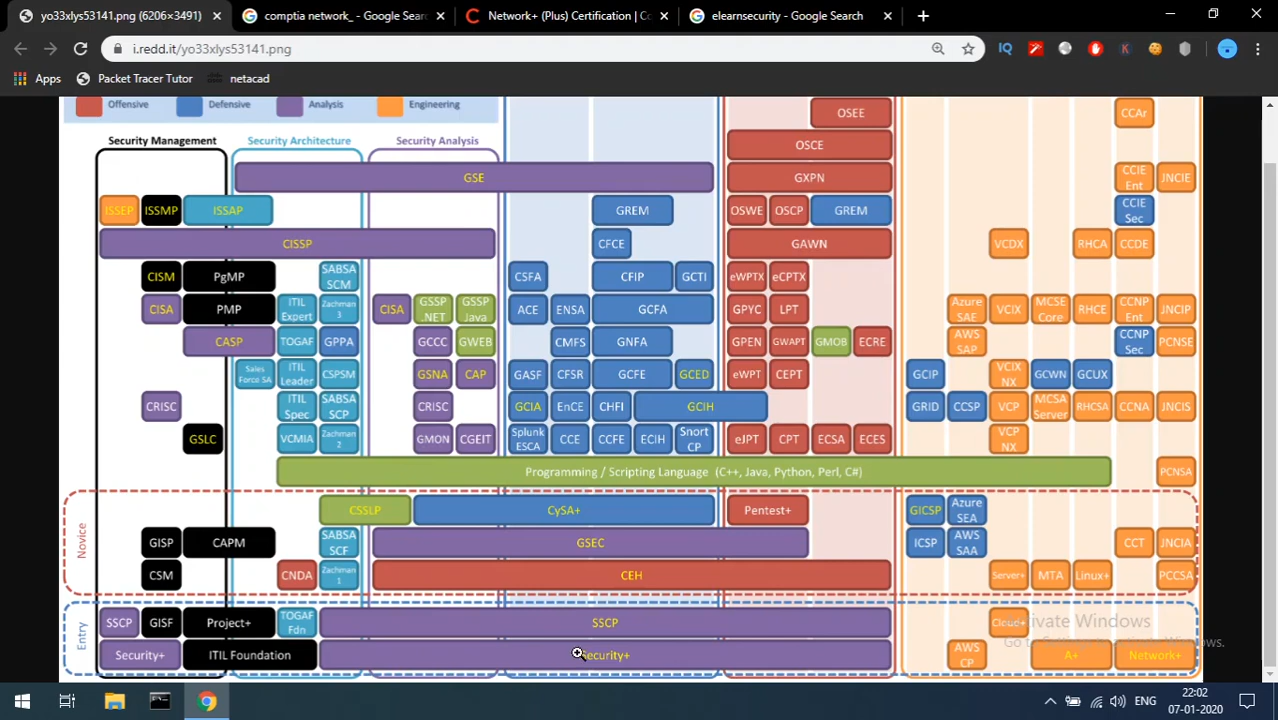 yo33xlys53141.png (6206×3491)
comptia network_ - Google Search
Network+ (Plus) Certification | Co
elearnsecurity - Google Search
i.redd.it/yo33xlys53141.png
Apps
Packet Tracer Tutor
netacad
Offensive
Defensive
Analysis
Engineering
OSEE
CCAr
Security Management
Security Architecture
Security Analysis
OSCE
GSE
GXPN
CCIE Ent
JNCIE
ISSEP
ISSMP
ISSAP
GREM
OSWE
OSCP
GREM
CCIE Sec
CISSP
CFCE
GAWN
VCDX
RHCA
CCDE
CISM
PgMP
SABSA SCM
CSFA
CFIP
GCTI
eWPTX
eCPTX
CISA
PMP
ITIL Expert
Zachman 3
CISA
GSSP .NET
GSSP Java
ACE
ENSA
GCFA
GPYC
LPT
Azure SAE
VCIX
MCSE Core
RHCE
CCNP Ent
JNCIP
CASP
TOGAF
GPPA
GCCC
GWEB
CMFS
GNFA
GPEN
GWAPT
GMOB
ECRE
AWS SAP
CCNP Sec
PCNSE
Sales Force SA
ITIL Leader
CSPSM
GSNA
CAP
GASF
CFSR
GCFE
GCED
eWPT
CEPT
GCIP
VCIX NX
GCWN
GCUX
CRISC
ITIL Spec
SABSA SCP
CRISC
GCIA
EnCE
CHFI
GCIH
GRID
CCSP
VCP
MCSA Server
RHCSA
CCNA
JNCIS
GSLC
VCMIA
Zachman 2
GMON
CGEIT
Splunk ESCA
CCE
CCFE
ECIH
Snort CP
eJPT
CPT
ECSA
ECES
VCP NX
Programming / Scripting Language (C++, Java, Python, Perl, C#)
PCNSA
Novice
CSSLP
CySA+
Pentest+
GICSP
Azure SEA
GISP
CAPM
SABSA SCF
GSEC
ICSP
AWS SAA
CCT
JNCIA
CSM
CNDA
Zachman 1
CEH
Server+
MTA
Linux+
PCCSA
Entry
SSCP
GISF
Project+
TOGAF Fdn
SSCP
Cloud+
Activate Windows
Security+
ITIL Foundation
Security+
AWS CP
A+
Network+
ENG
22:02
07-01-2020